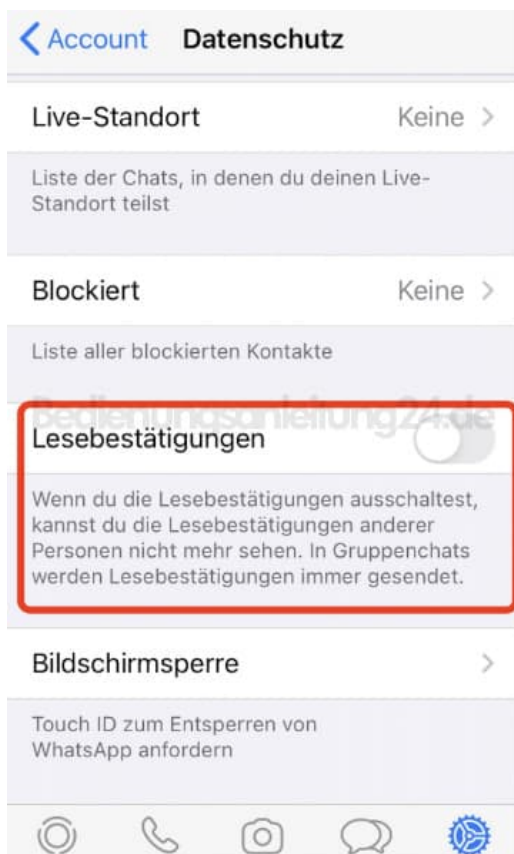 Account Datenschutz
Live-Standort Keine
Liste der Chats, in denen du deinen Live-
Standort teilst
Blockiert Keine
Liste aller blockierten Kontakte
Bedienungsanleitung24.de
Lesebestätigungen
Wenn du die Lesebestätigungen ausschaltest,
kannst du die Lesebestätigungen anderer
Personen nicht mehr sehen. In Gruppenchats
werden Lesebestätigungen immer gesendet.
Bildschirmsperre
Touch ID zum Entsperren von
WhatsApp anfordern